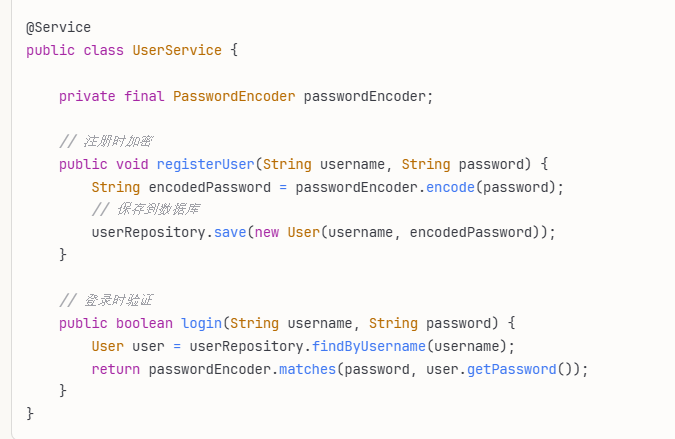 @Service
public class UserService {
    private final PasswordEncoder passwordEncoder;
    // 注册时加密
    public void registerUser(String username, String password) {
        String encodedPassword = passwordEncoder.encode(password);
        // 保存到数据库
        userRepository.save(new User(username, encodedPassword));
    }
    // 登录时验证
    public boolean login(String username, String password) {
        User user = userRepository.findByUsername(username);
        return passwordEncoder.matches(password, user.getPassword());
    }
}